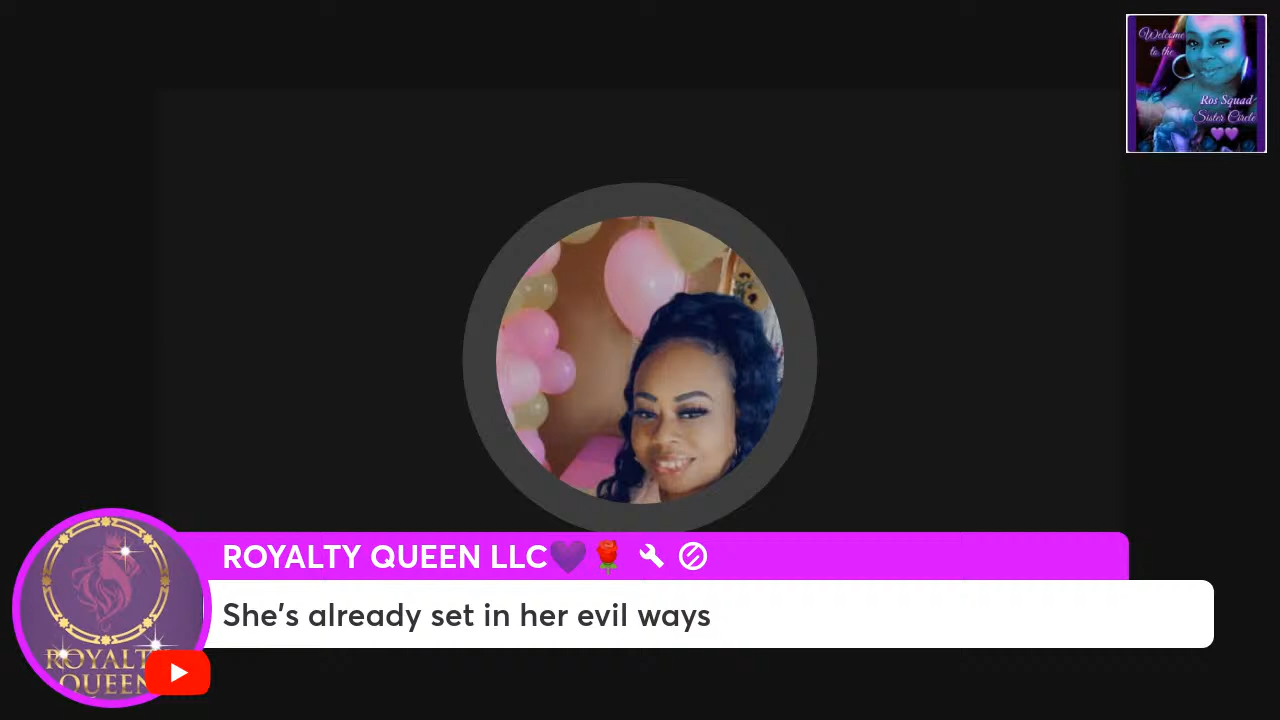 Welcome
to the
Ros Squad
Sister Circle
ROYALTY QUEEN LLC💜🌹
She's already set in her evil ways
ROYALTY
QUEEN